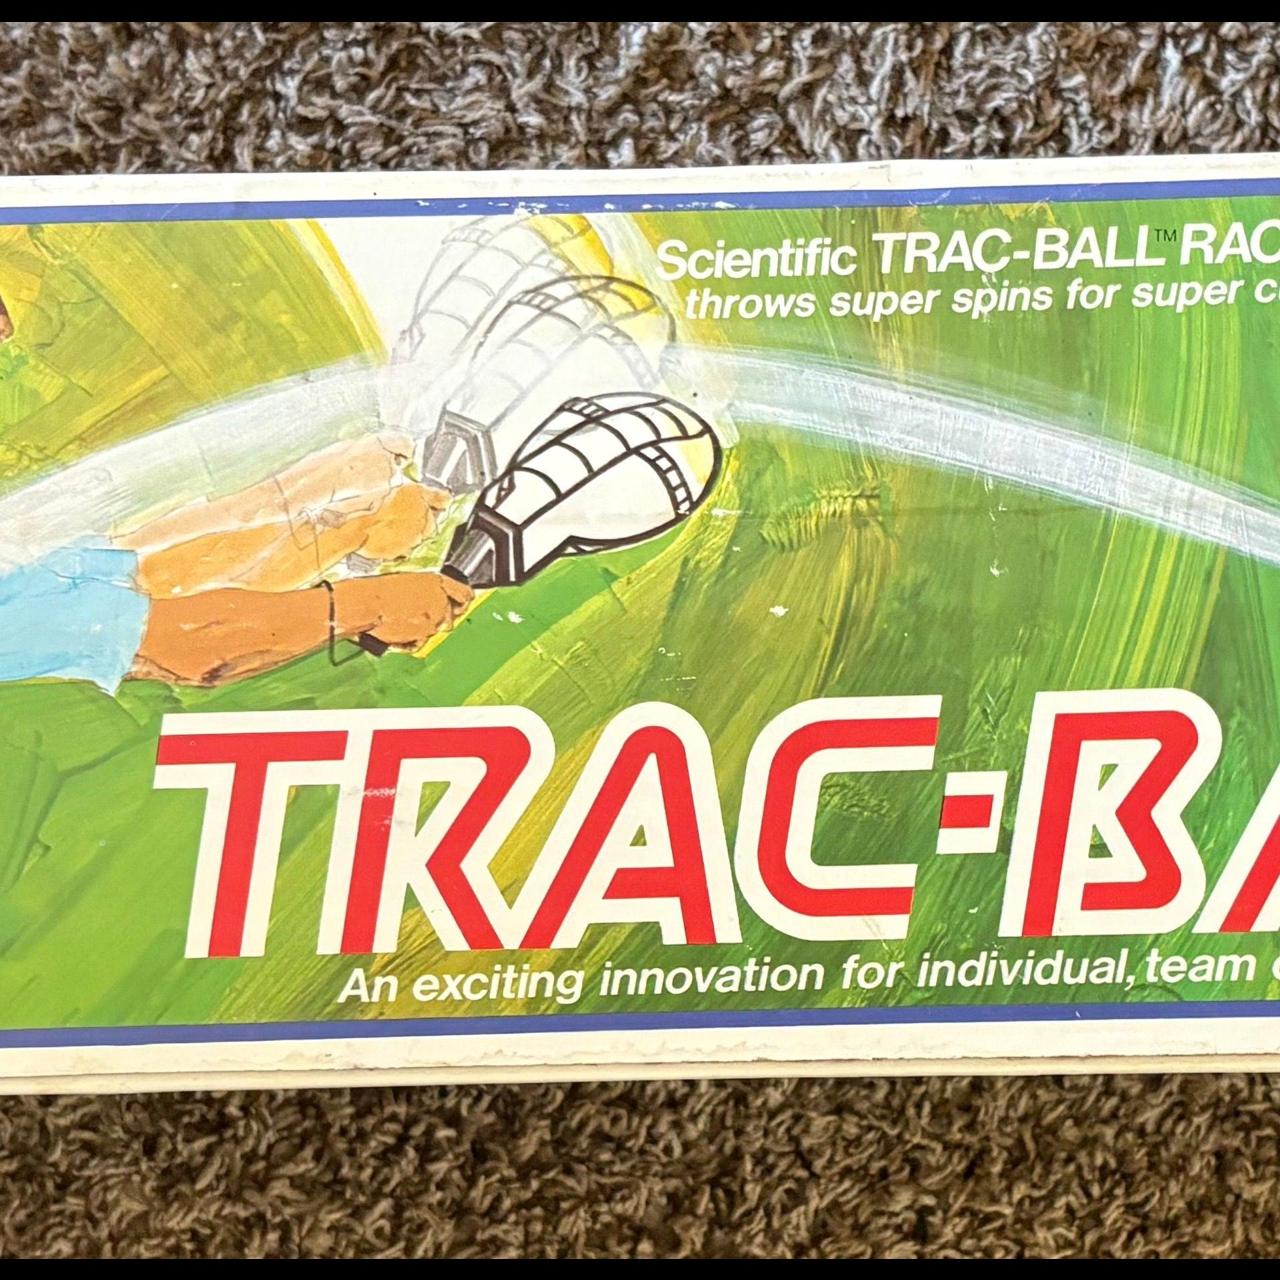 Scientific TRAC-BALL™ RAC
throws super spins for super c
TRAC-BA
An exciting innovation for individual, team